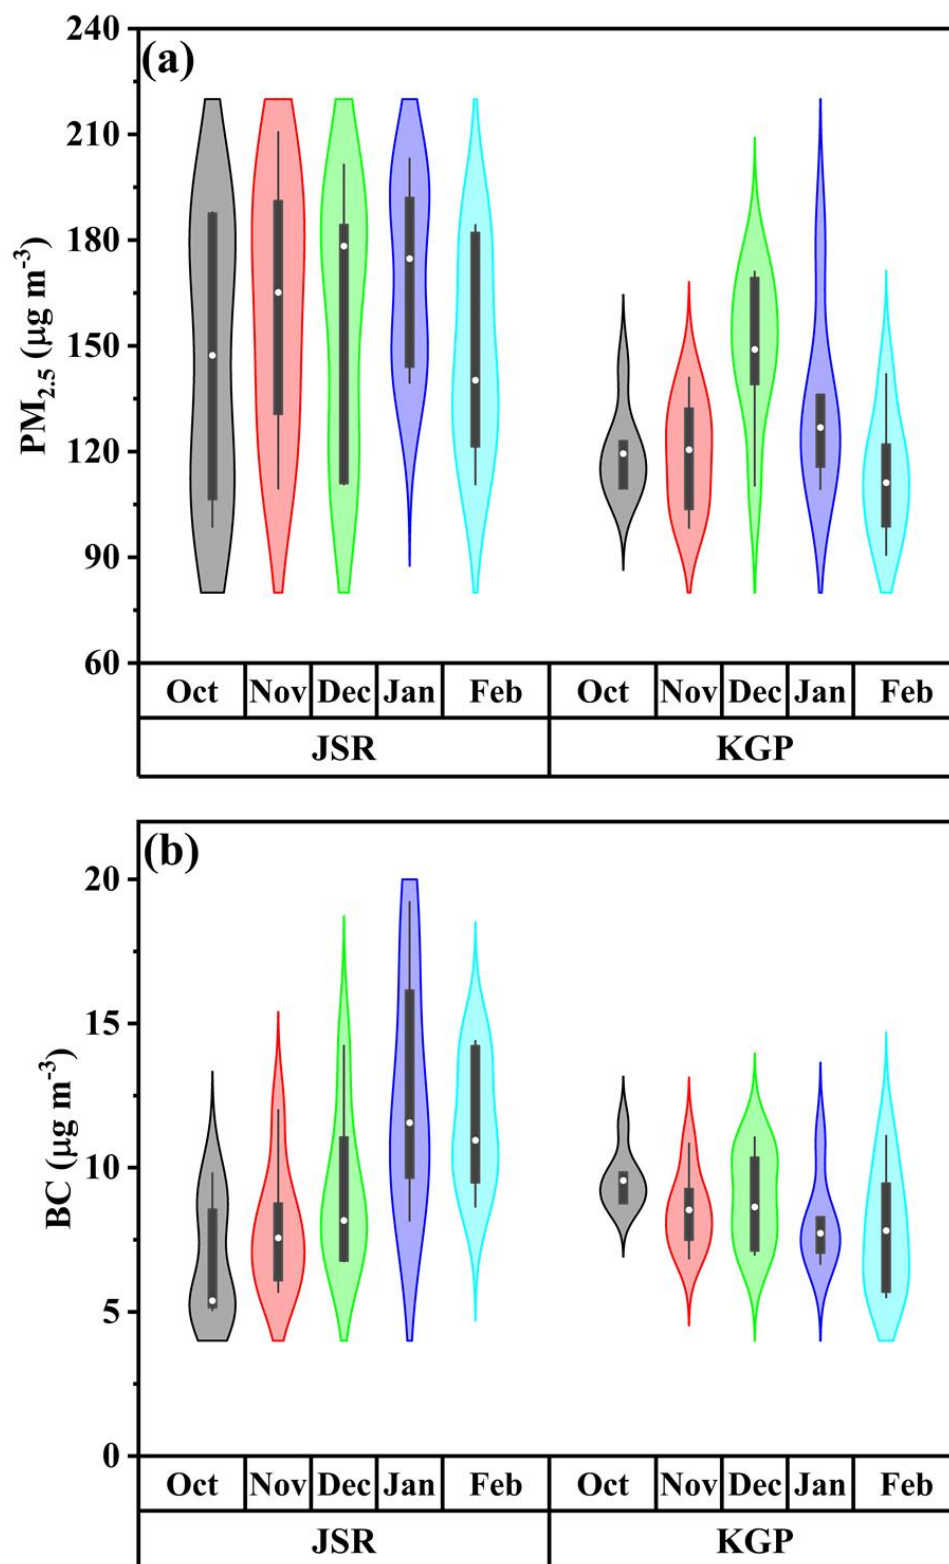 (a)
240
210
180
150
120
90
60
PM2.5 (μg m-3)
Oct Nov Dec Jan Feb Oct Nov Dec Jan Feb
JSR KGP
(b)
20
15
10
5
0
BC (μg m-3)
Oct Nov Dec Jan Feb Oct Nov Dec Jan Feb
JSR KGP